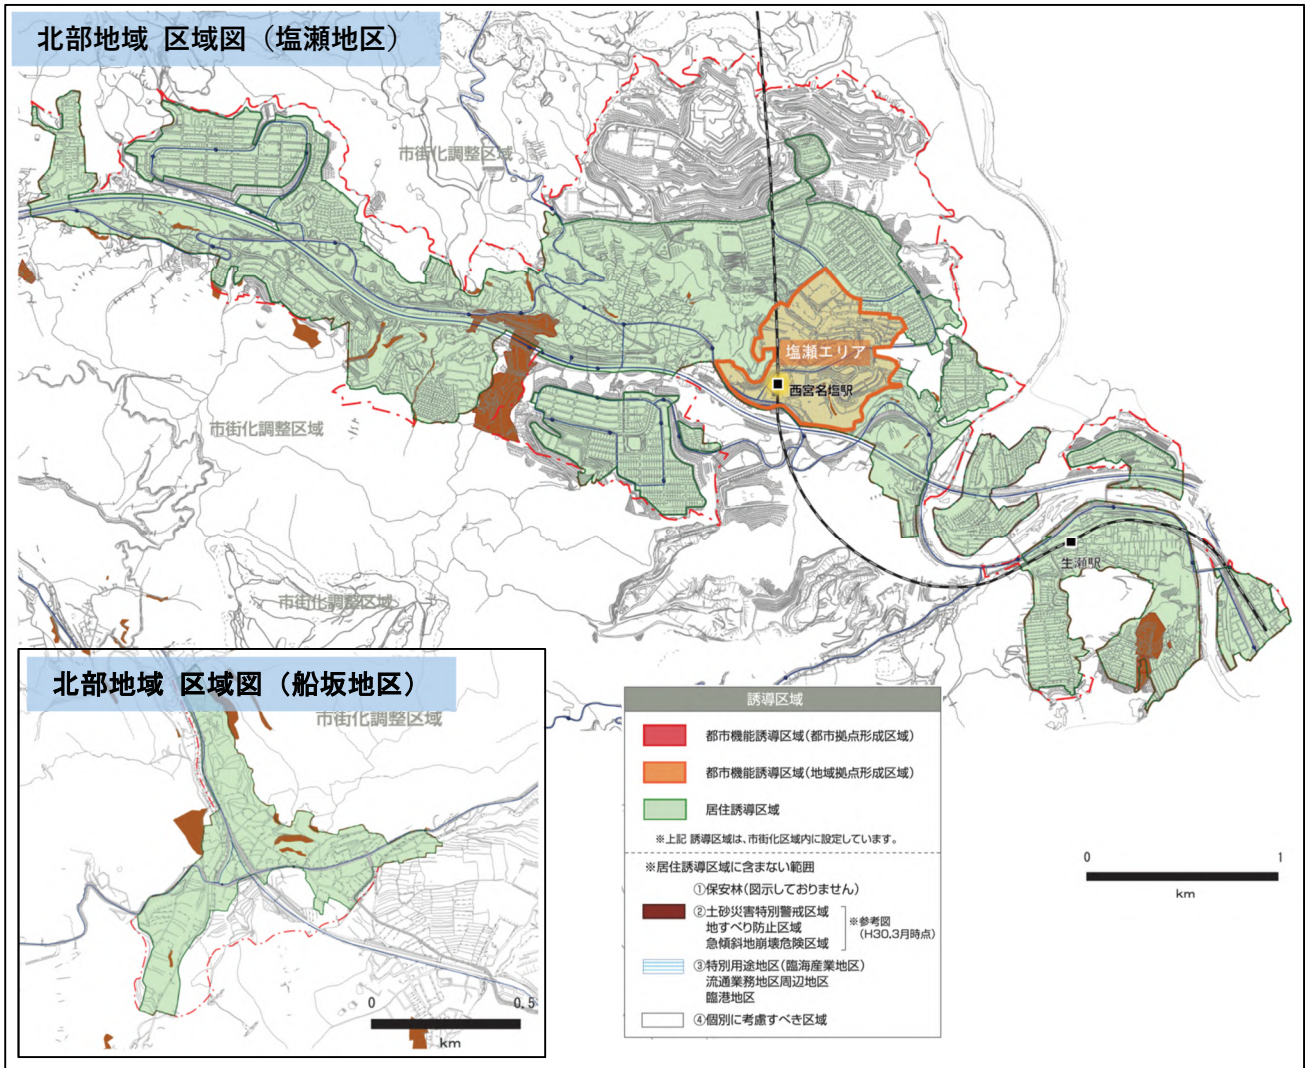 北部地域 区域図（塩瀬地区）
市街化調整区域
塩瀬エリア
西宮名塩駅
市街化調整区域
生瀬駅
市街化調整区域
北部地域 区域図（船坂地区）
市街化調整区域
0 0.5
km
誘導区域
都市機能誘導区域(都市拠点形成区域)
都市機能誘導区域(地域拠点形成区域)
居住誘導区域
※上記 誘導区域は、市街化区域内に設定しています。
※居住誘導区域に含まない範囲
①保安林(図示しておりません)
②土砂災害特別警戒区域
地すべり防止区域
急傾斜地崩壊危険区域
※参考図
(H30.3月時点)
③特別用途地区(臨海産業地区)
流通業務地区周辺地区
臨港地区
④個別に考慮すべき区域
0 1
km